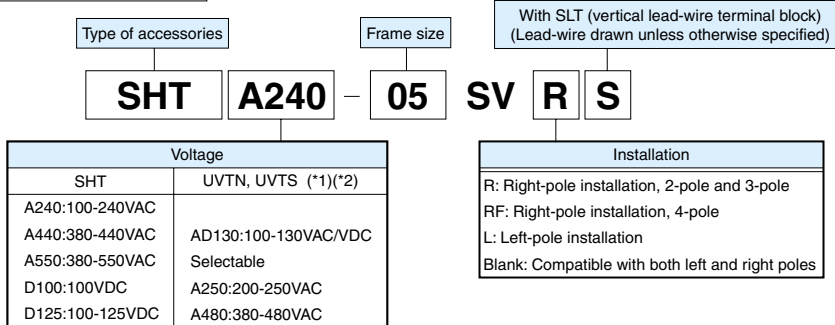 Type of accessories
Frame size
With SLT (vertical lead-wire terminal block)
(Lead-wire drawn unless otherwise specified)
SHT A240 – 05 SV R S
Voltage
SHT UVTN, UVTS (*1)(*2)
A240:100-240VAC
A440:380-440VAC AD130:100-130VAC/VDC
A550:380-550VAC Selectable
D100:100VDC A250:200-250VAC
D125:100-125VDC A480:380-480VAC
Installation
R: Right-pole installation, 2-pole and 3-pole
RF: Right-pole installation, 4-pole
L: Left-pole installation
Blank: Compatible with both left and right poles